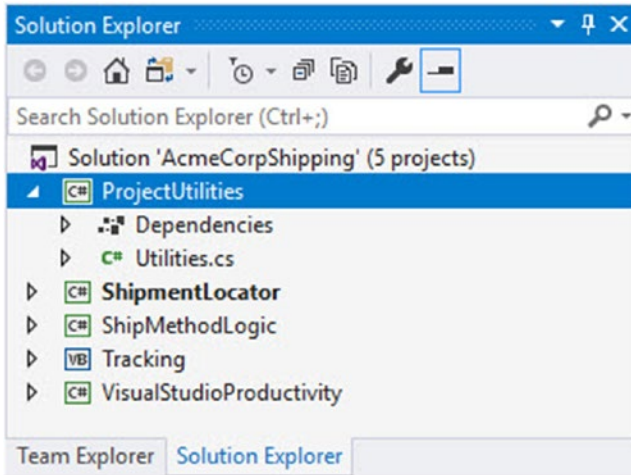 Solution Explorer
Search Solution Explorer (Ctrl+;)
Solution 'AcmeCorpShipping' (5 projects)
C# ProjectUtilities
Dependencies
C# Utilities.cs
C# ShipmentLocator
C# ShipMethodLogic
VB Tracking
C# VisualStudioProductivity
Team Explorer Solution Explorer